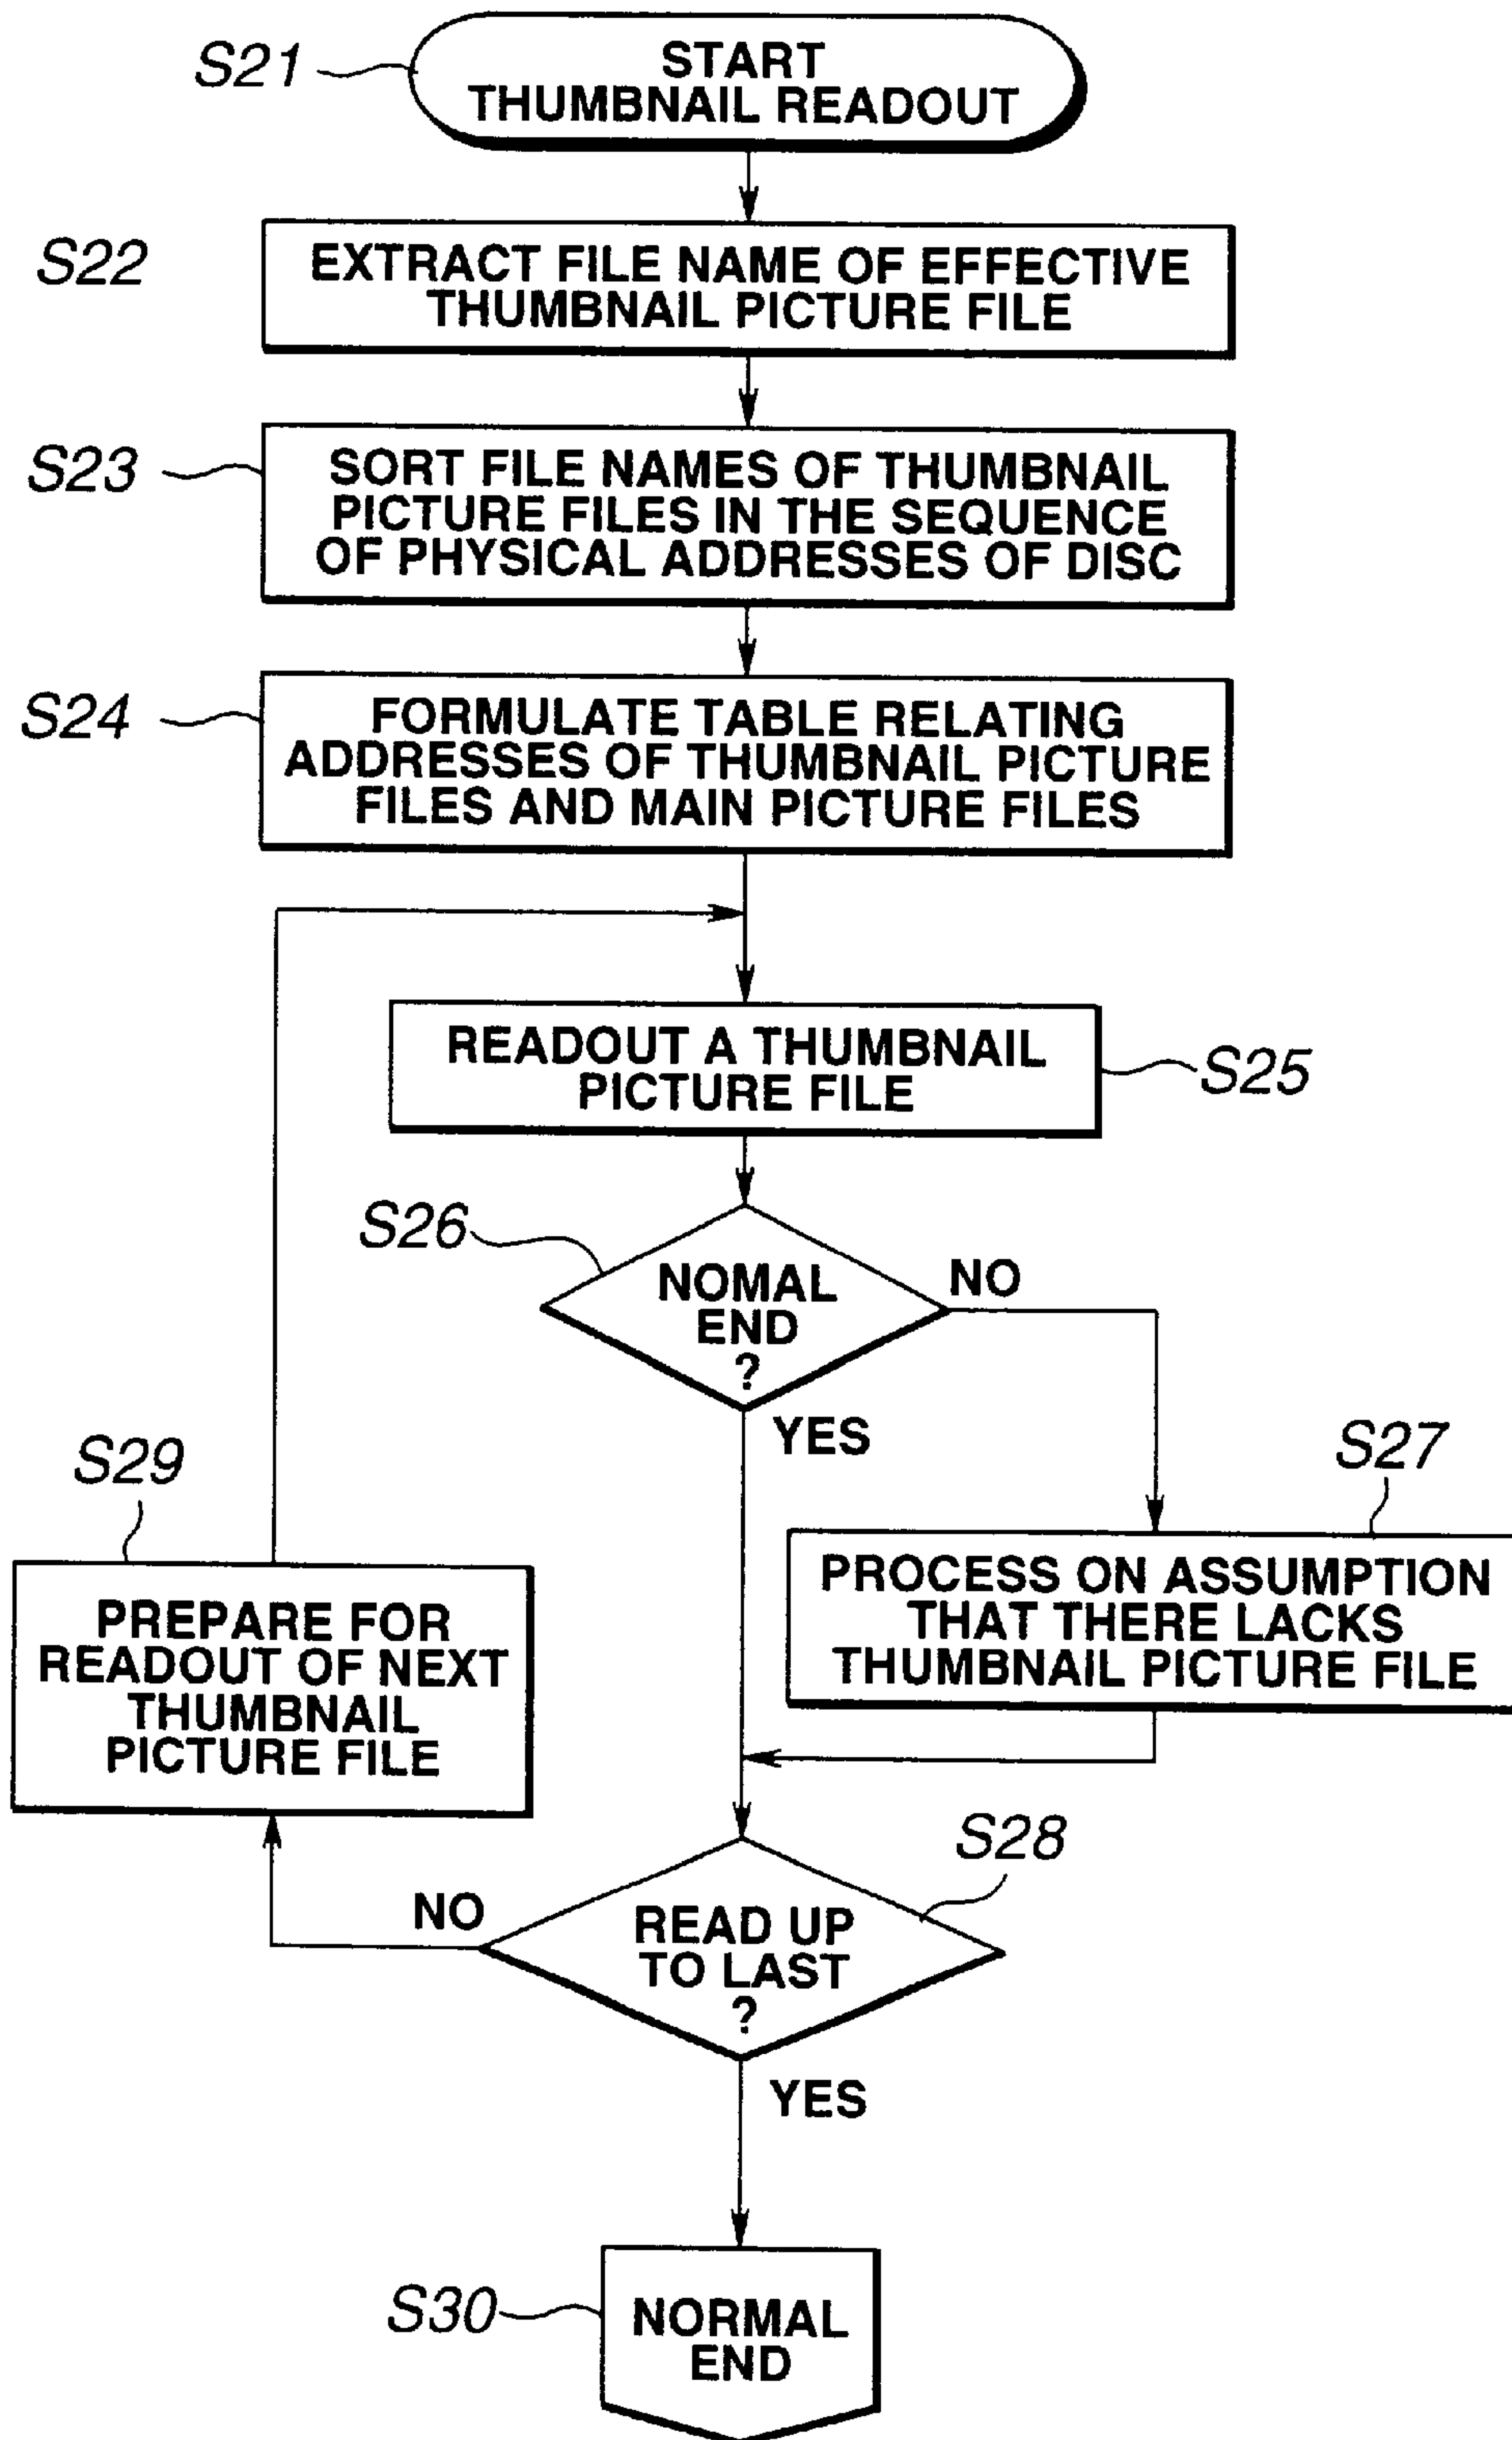 S21
START
THUMBNAIL READOUT
S22
EXTRACT FILE NAME OF EFFECTIVE
THUMBNAIL PICTURE FILE
S23
SORT FILE NAMES OF THUMBNAIL
PICTURE FILES IN THE SEQUENCE
OF PHYSICAL ADDRESSES OF DISC
S24
FORMULATE TABLE RELATING
ADDRESSES OF THUMBNAIL PICTURE
FILES AND MAIN PICTURE FILES
READOUT A THUMBNAIL
PICTURE FILE
S25
S26
NOMAL
END
?
NO
YES
S27
PROCESS ON ASSUMPTION
THAT THERE LACKS
THUMBNAIL PICTURE FILE
S29
PREPARE FOR
READOUT OF NEXT
THUMBNAIL
PICTURE FILE
S28
NO
READ UP
TO LAST
?
YES
S30
NORMAL
END